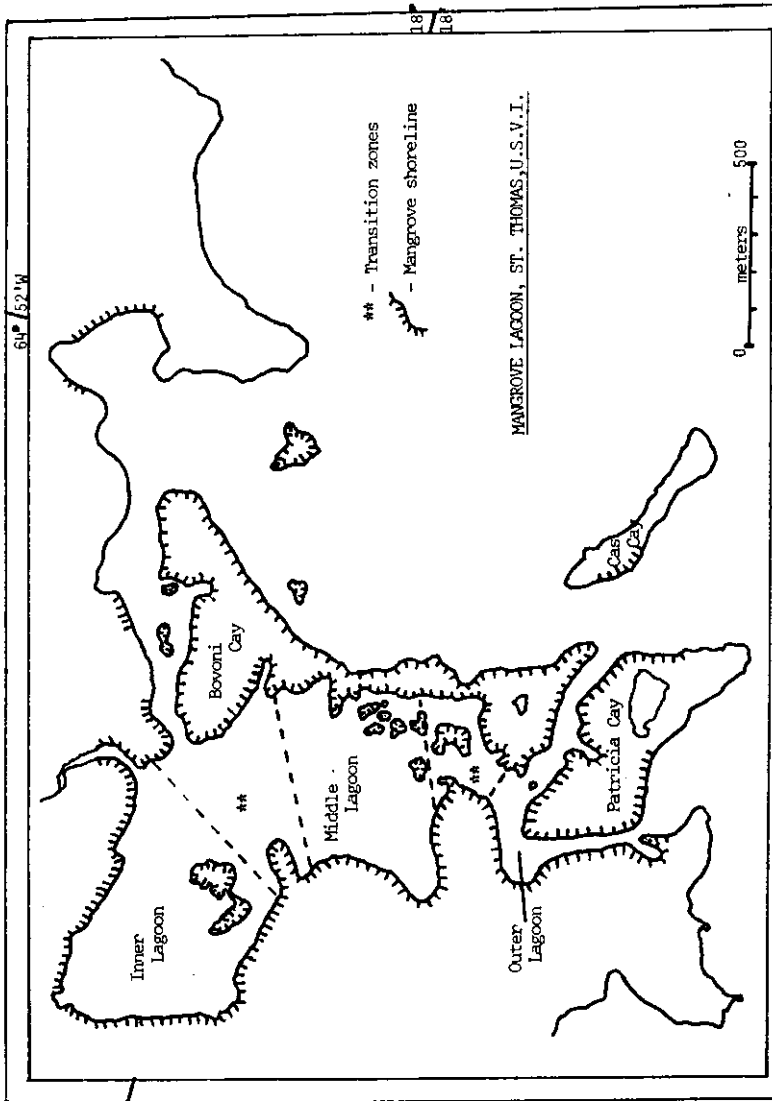 64° 52'W
18°
18'
** - Transition zones
- Mangrove shoreline
MANGROVE LAGOON, ST. THOMAS,U.S.V.I.
0 meters 500
Inner
Lagoon
**
Bovoni
Cay
Middle
Lagoon
**
Outer
Lagoon
Patricia Cay
Cas
Cay